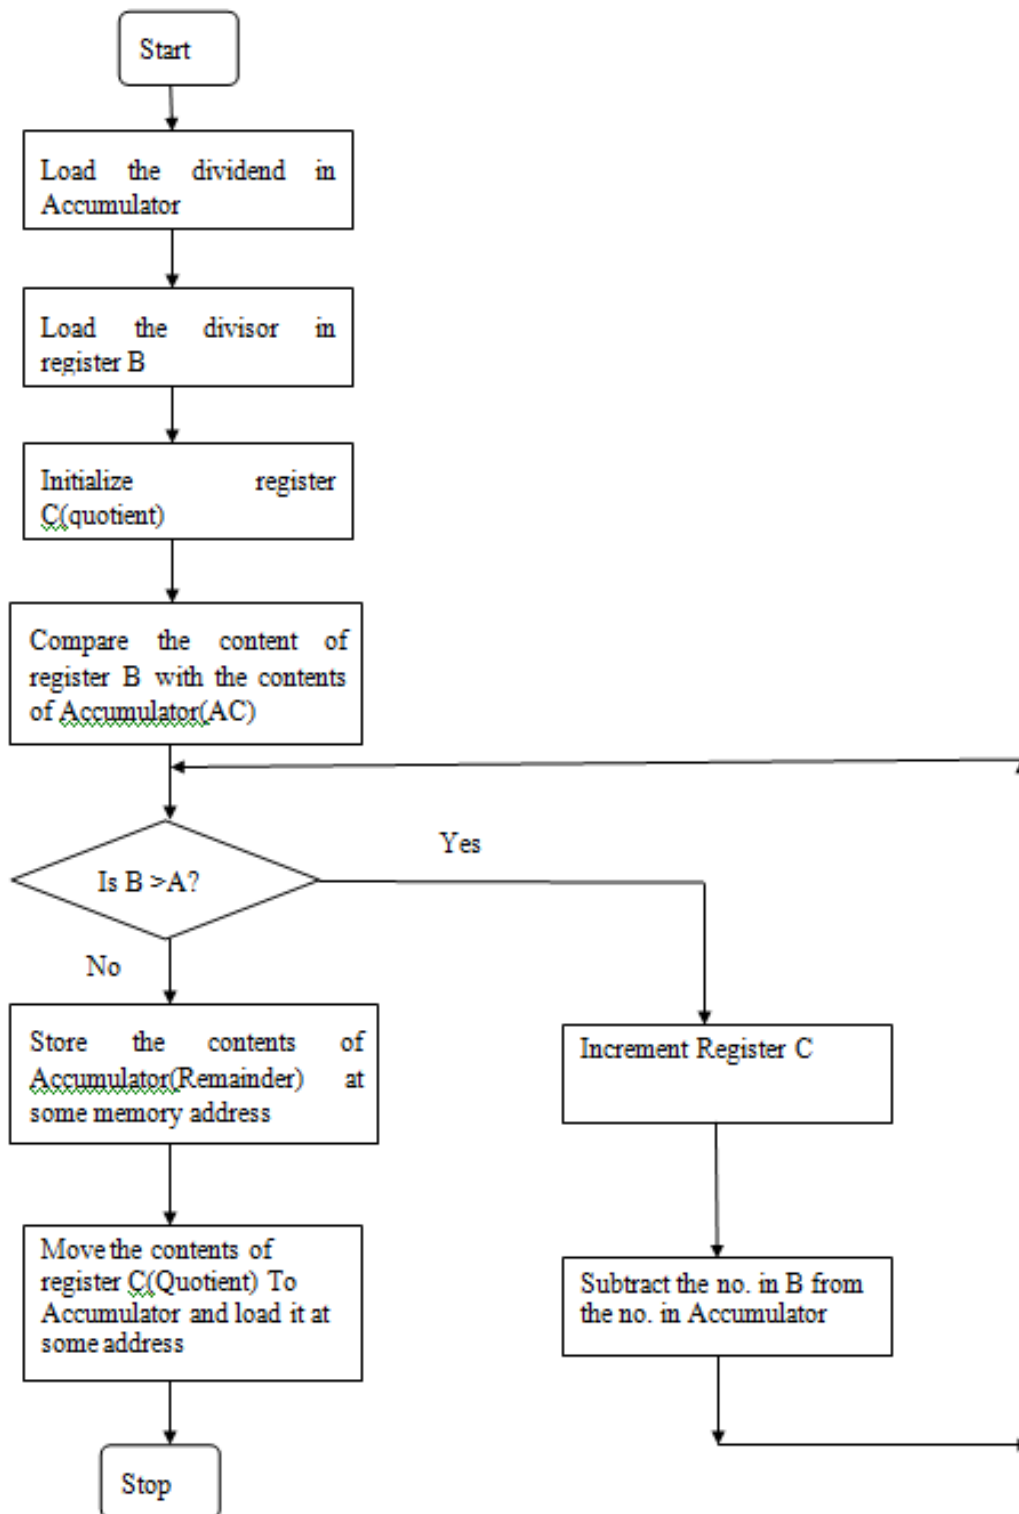 Start
Load the dividend in
Accumulator
Load the divisor in
register B
Initialize register
C(quotient)
Compare the content of
register B with the contents
of Accumulator(AC)
Is B >A?
Yes
No
Store the contents of
Accumulator(Remainder) at
some memory address
Increment Register C
Move the contents of
register C(Quotient) To
Accumulator and load it at
some address
Subtract the no. in B from
the no. in Accumulator
Stop